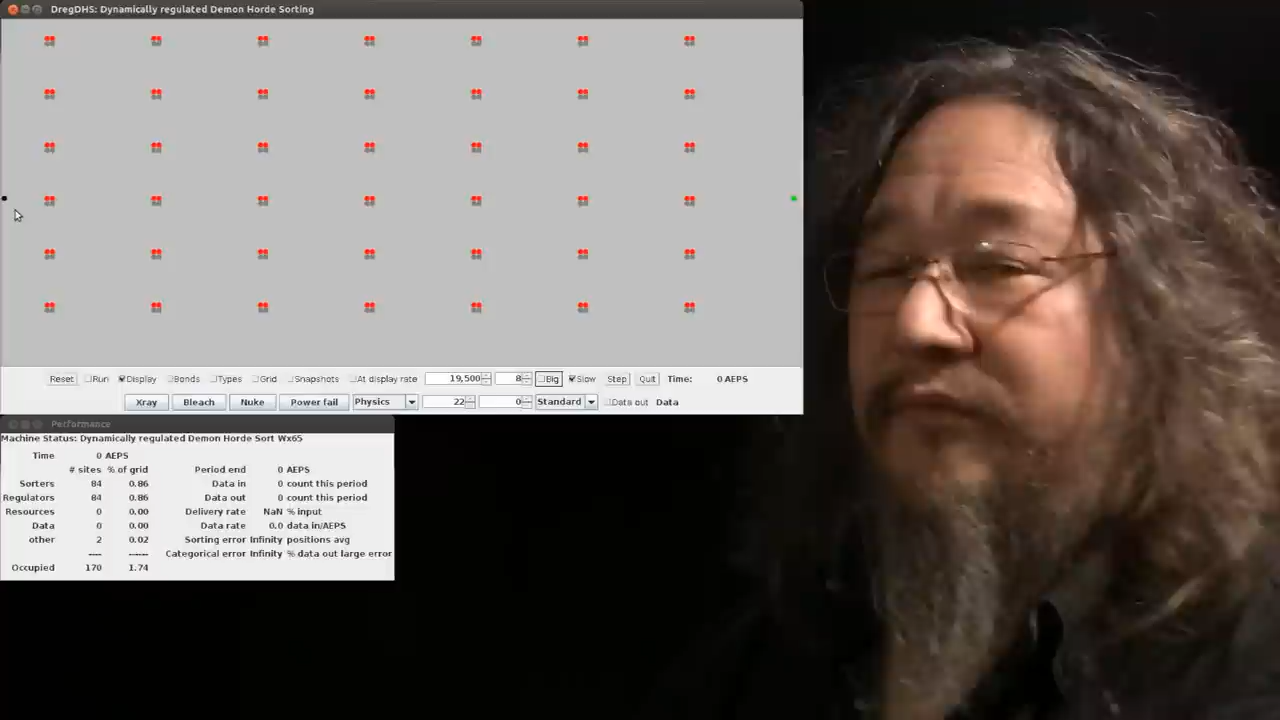 DregDHS: Dynamically regulated Demon Horde Sorting
Reset Run Display Bonds Types Grid Snapshots At display rate 19,500 8 Big Slow Step Quit Time: 0 AEPS
Xray Bleach Nuke Power fail Physics 22 0 Standard Data out Data
Performance
Machine Status: Dynamically regulated Demon Horde Sort Wx65
Time 0 AEPS
# sites % of grid Period end 0 AEPS
Sorters 84 0.86 Data in 0 count this period
Regulators 84 0.86 Data out 0 count this period
Resources 0 0.00 Delivery rate NaN % input
Data 0 0.00 Data rate 0.0 data in/AEPS
other 2 0.02 Sorting error Infinity positions avg
---- ------ Categorical error Infinity % data out large error
Occupied 170 1.74